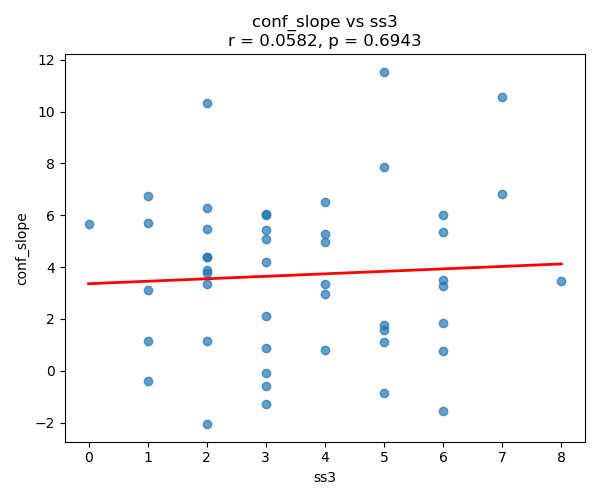 conf_slope vs ss3
r = 0.0582, p = 0.6943
12
10
8
6
4
2
0
−2
conf_slope
0 1 2 3 4 5 6 7 8
ss3